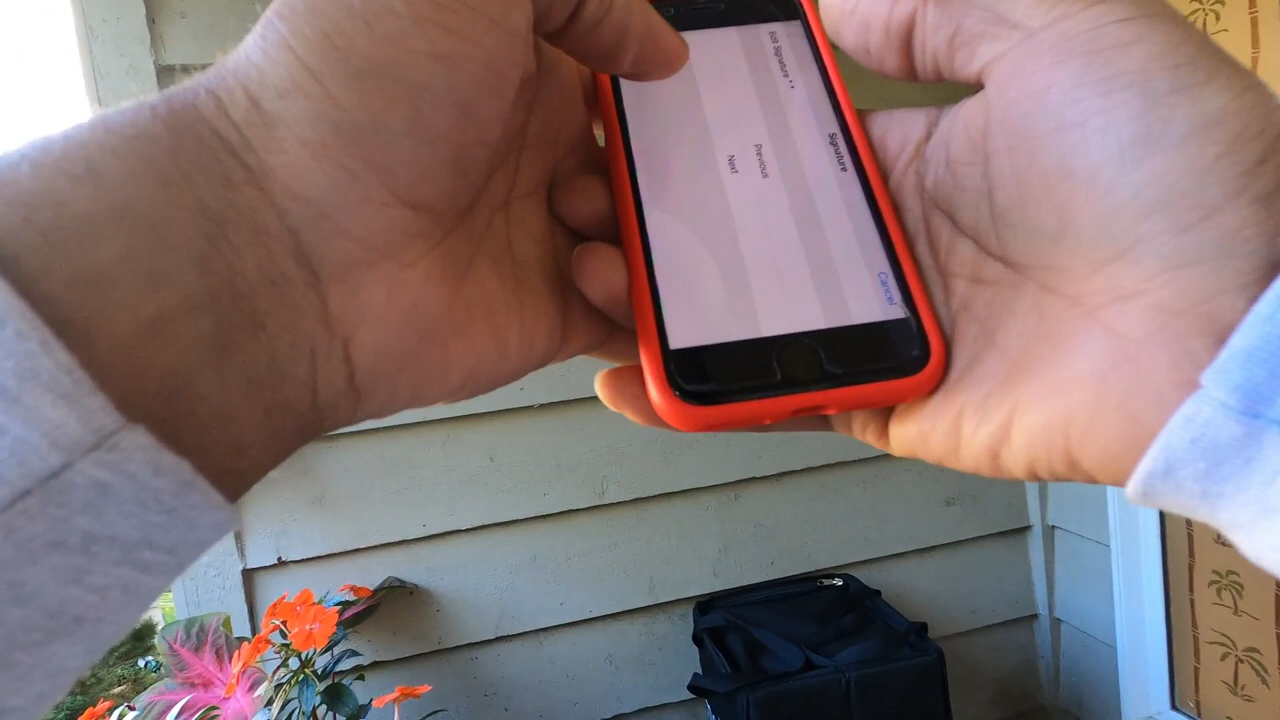 Cancel
Signature
Edit Signature • •
Previous
Next